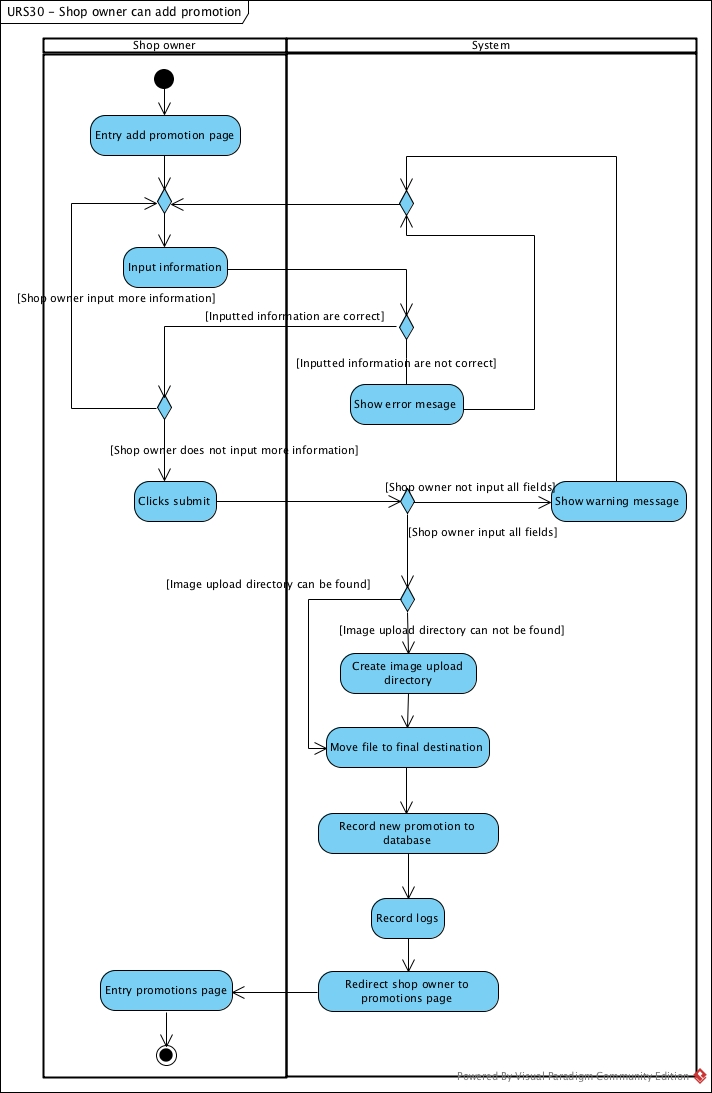 URS30 - Shop owner can add promotion
Shop owner
System
Entry add promotion page
Input information
[Shop owner input more information]
[Inputted information are correct]
[Inputted information are not correct]
Show error mesage
[Shop owner does not input more information]
Clicks submit
[Shop owner not input all fields]
Show warning message
[Shop owner input all fields]
[Image upload directory can be found]
[Image upload directory can not be found]
Create image upload
directory
Move file to final destination
Record new promotion to
database
Record logs
Redirect shop owner to
promotions page
Entry promotions page
Powered By Visual Paradigm Community Edition